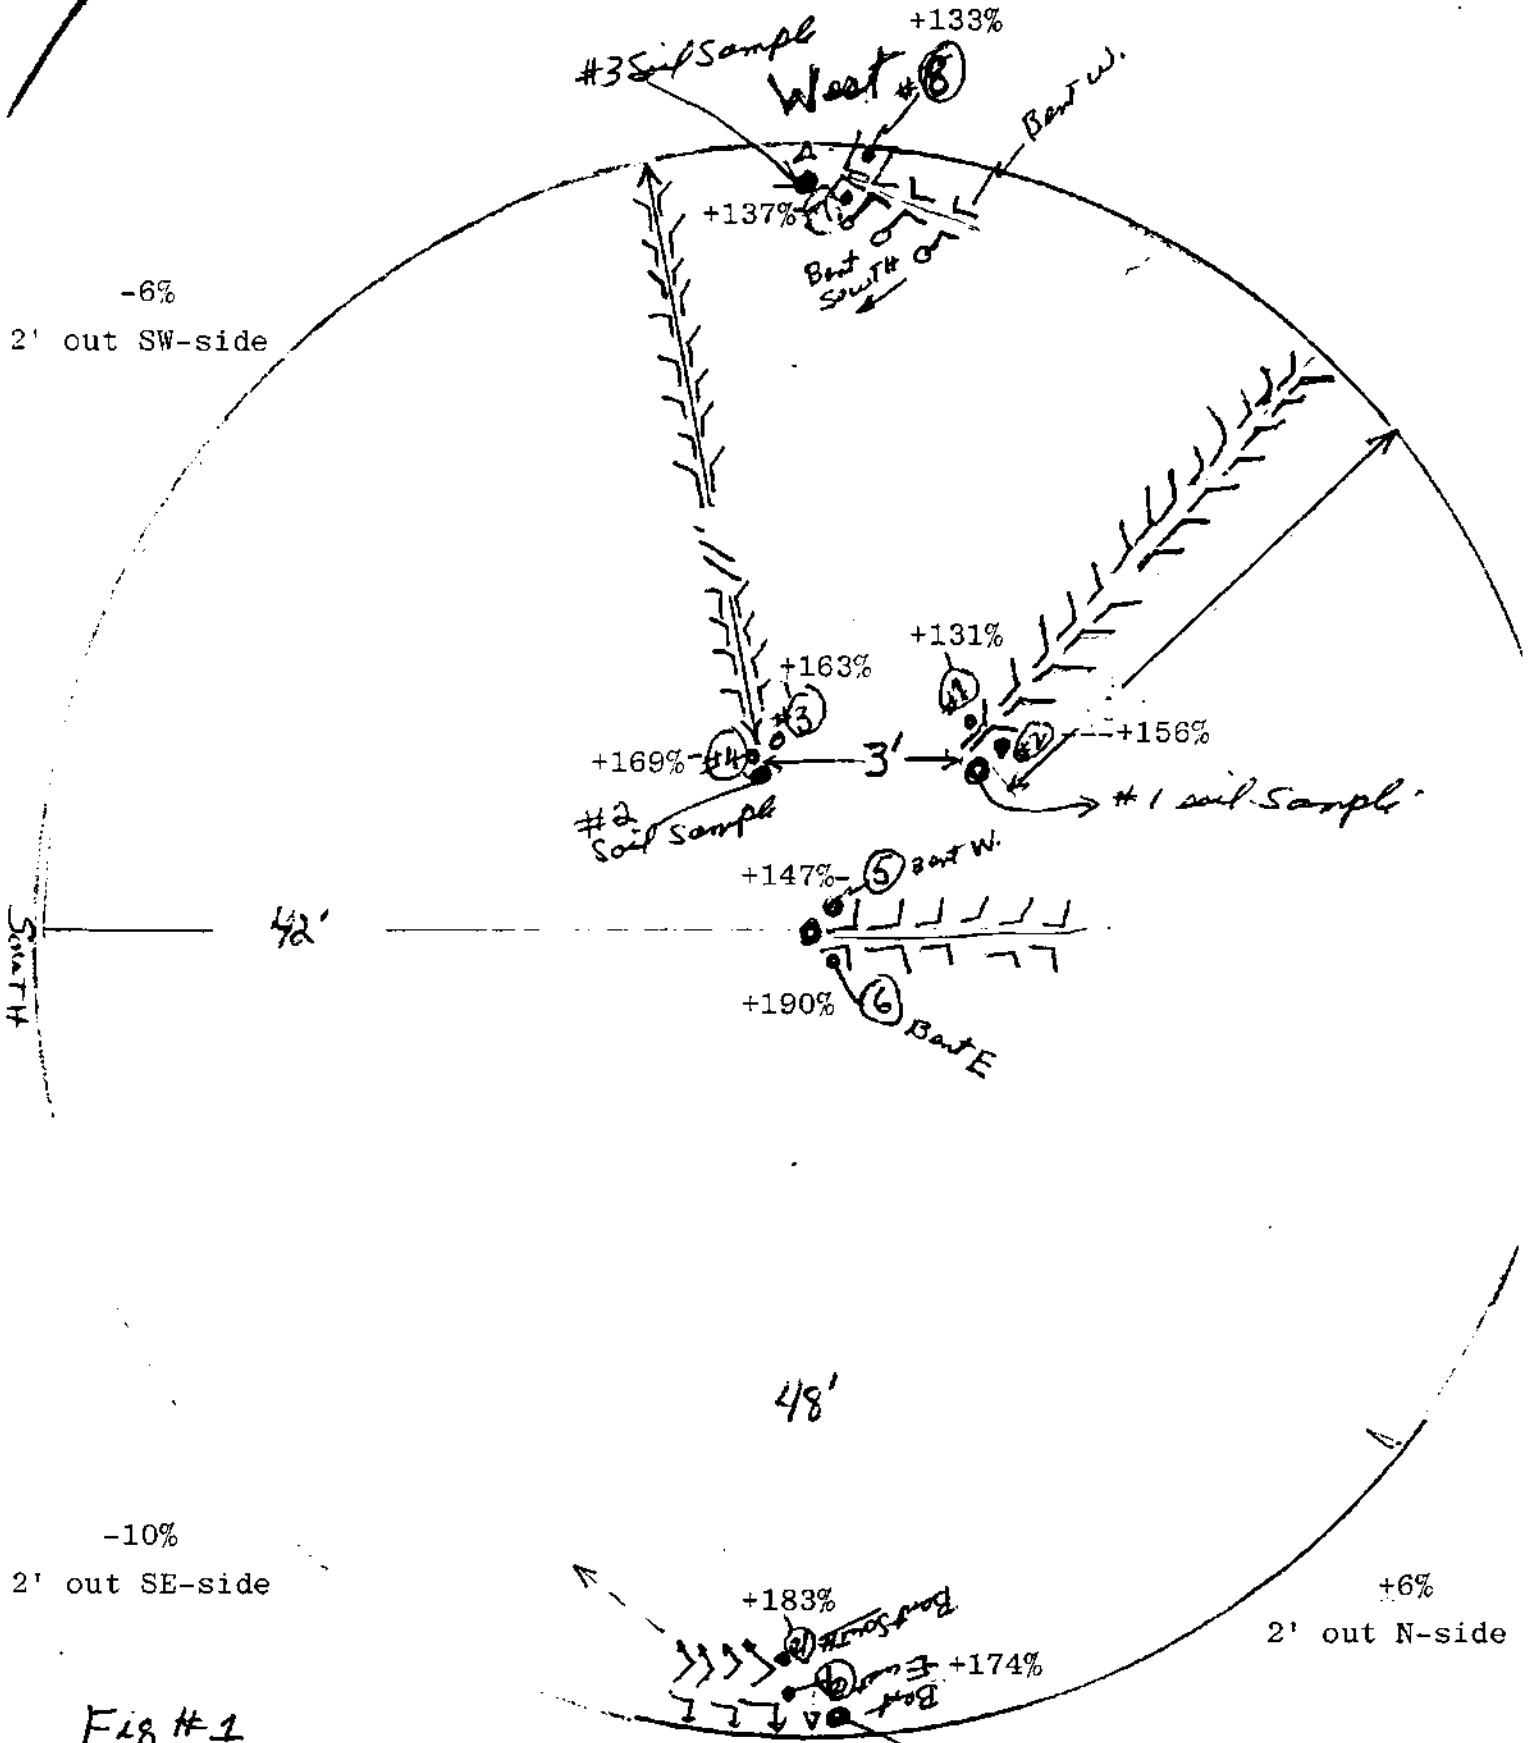 +133%
#3 Soil Sample
West #8
Bent W.
+137%
Bent
SouTH
-6%
2' out SW-side
+131%
#1
+163%
#3
#2
+156%
+169%
#4
3'
#1 soil Sample
#2
Soil Sample
+147%
5
Bent W.
SouTH
42'
+190%
6
Bent E
48'
-10%
2' out SE-side
+183%
Bent SouTH
+6%
2' out N-side
+174%
Bent
Fig #1